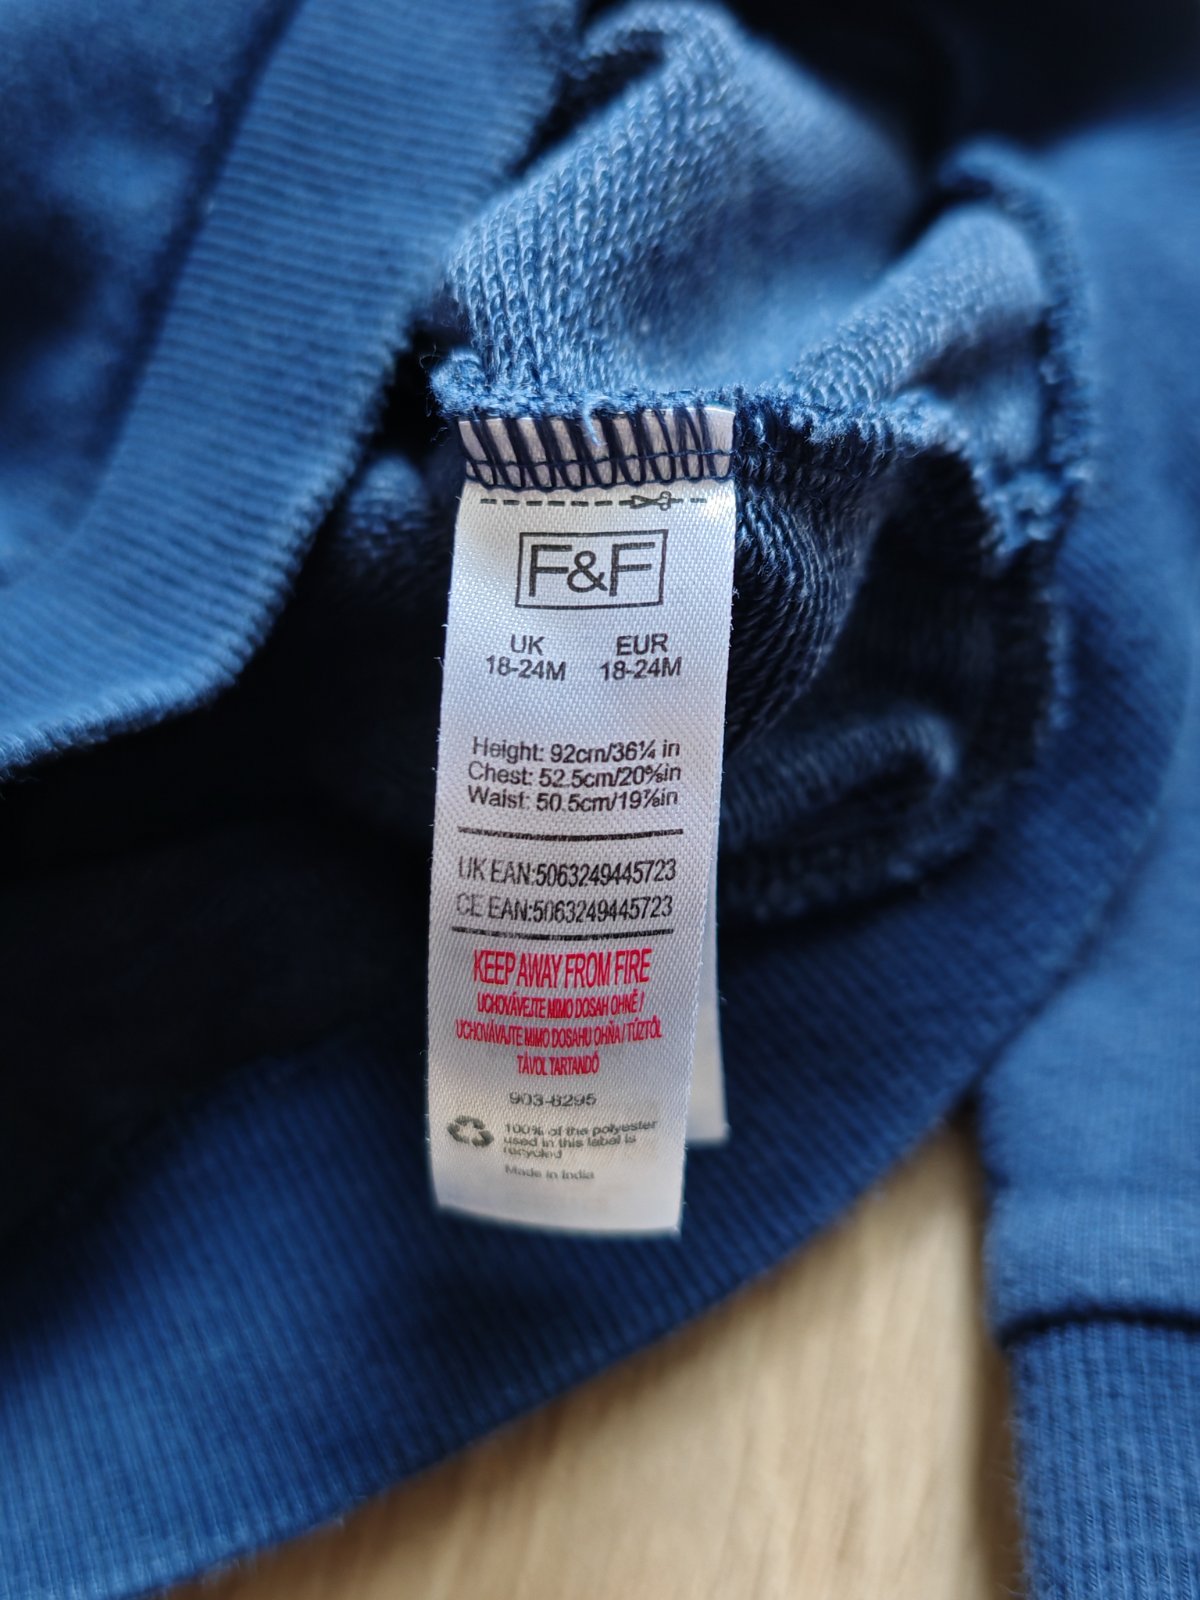 F&F
UK EUR
18-24M 18-24M
Height: 92cm/36¼ in
Chest: 52.5cm/20⅝in
Waist: 50.5cm/19⅞in
UK EAN:5063249445723
CE EAN:5063249445723
KEEP AWAY FROM FIRE
UCHOVÁVEJTE MIMO DOSAH OHNĚ /
UCHOVÁVAJTE MIMO DOSAHU OHŇA / TŰZTŐL
TÁVOL TARTANDÓ
903-8295
100% of the polyester
used in this label is
recycled
Made in India